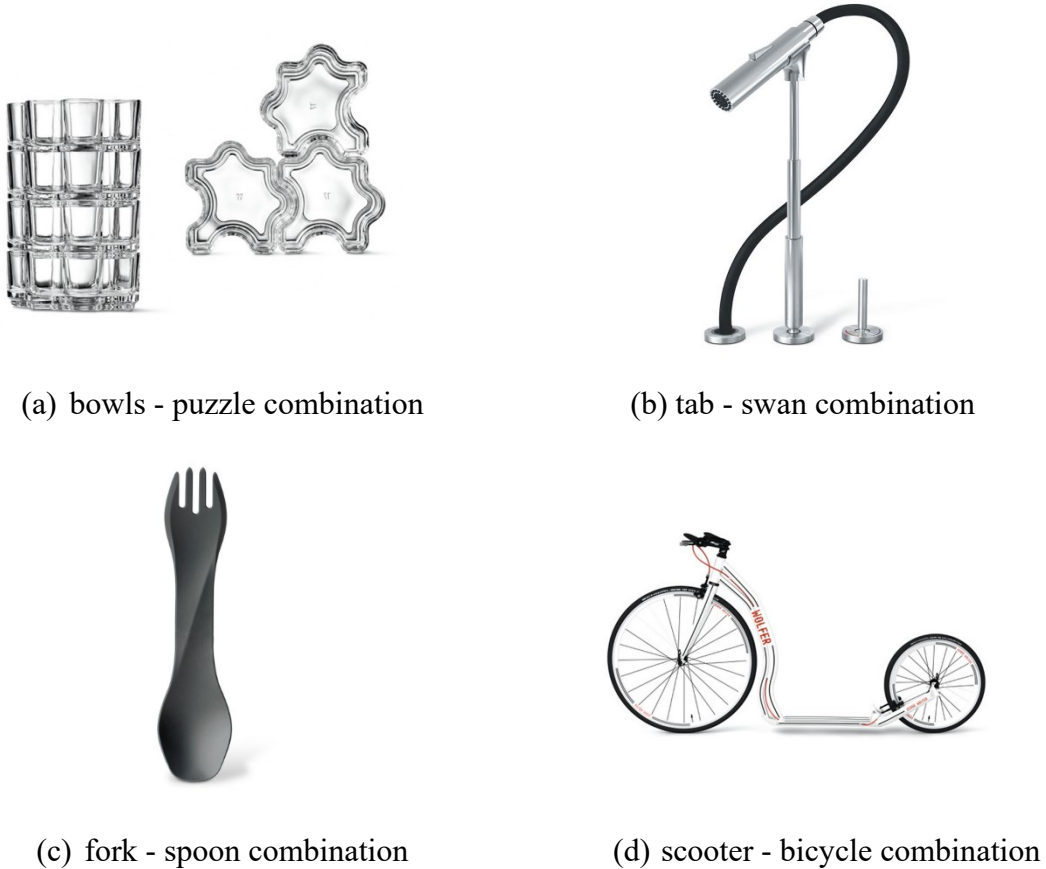 (a) bowls - puzzle combination
(b) tab - swan combination
(c) fork - spoon combination
WOLFER
(d) scooter - bicycle combination